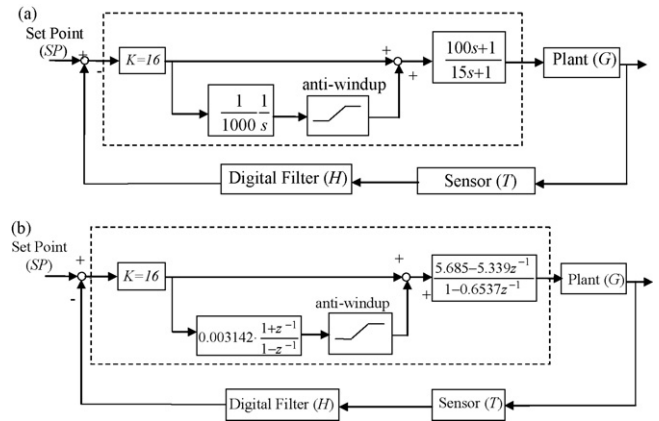 (a)
Set Point
(SP)
+
-
K=16
+
+
100s+1
15s+1
Plant (G)
1 1
1000 s
anti-windup
Digital Filter (H)
Sensor (T)
(b)
Set Point
(SP)
+
-
K=16
+
+
5.685−5.339z⁻¹
1−0.6537z⁻¹
Plant (G)
0.003142· 1+z⁻¹
1−z⁻¹
anti-windup
Digital Filter (H)
Sensor (T)